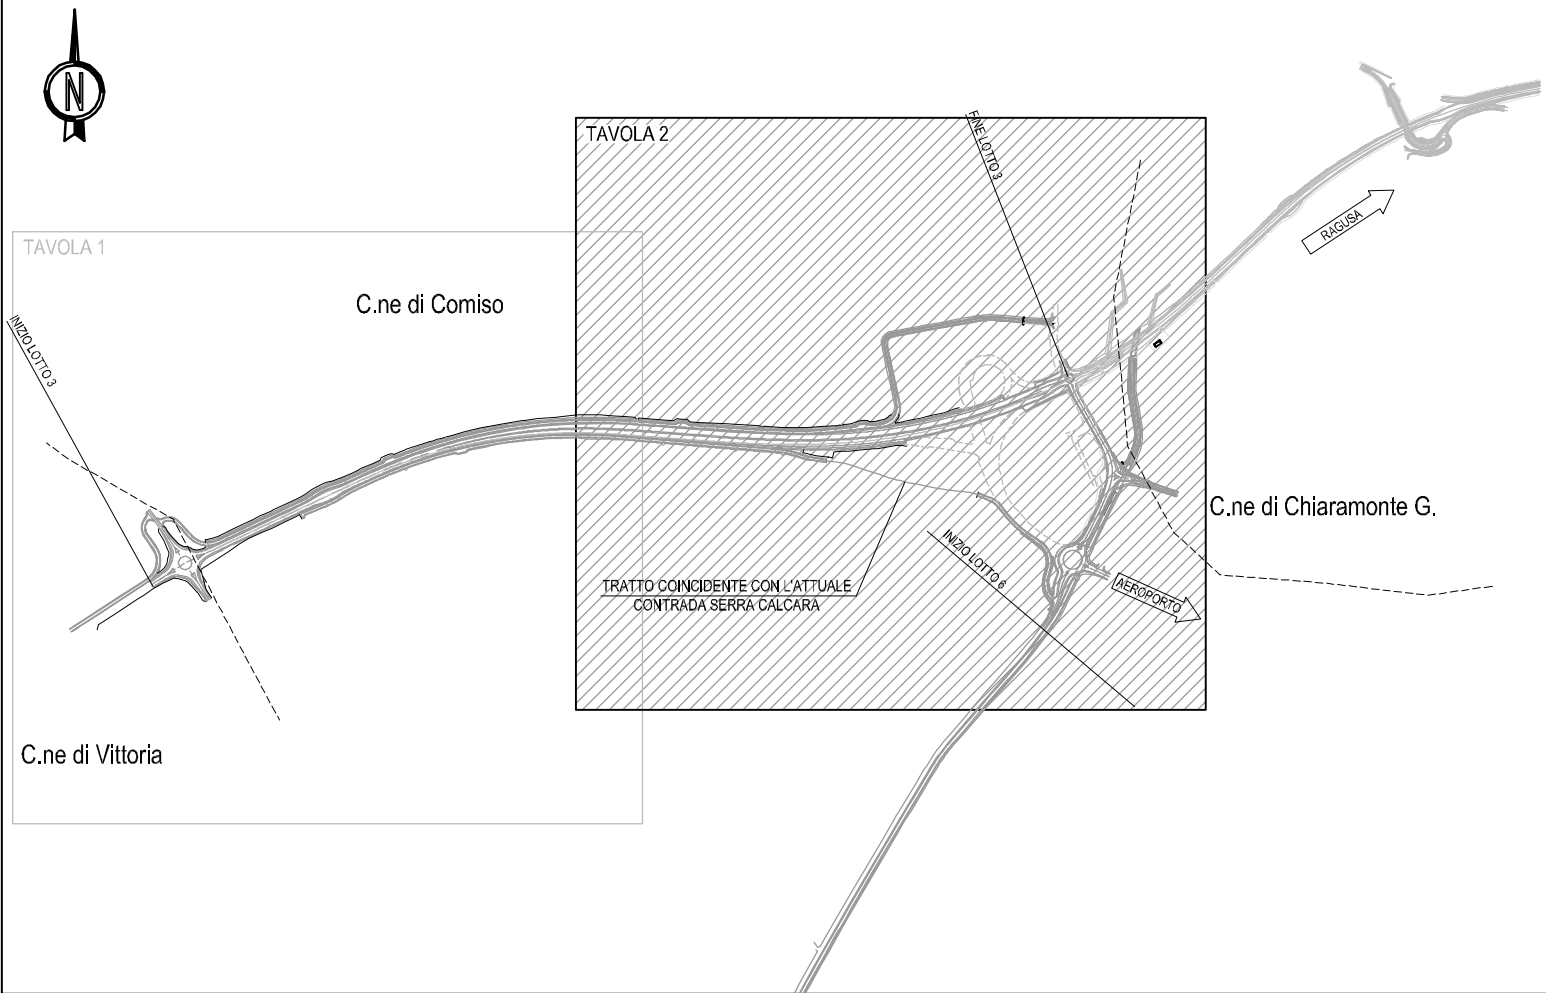 N
TAVOLA 2
FINE LOTTO 3
RAGUSA
TAVOLA 1
C.ne di Comiso
INIZIO LOTTO 3
C.ne di Chiaramonte G.
INIZIO LOTTO 6
TRATTO COINCIDENTE CON L'ATTUALE
CONTRADA SERRA CALCARA
AEROPORTO
C.ne di Vittoria